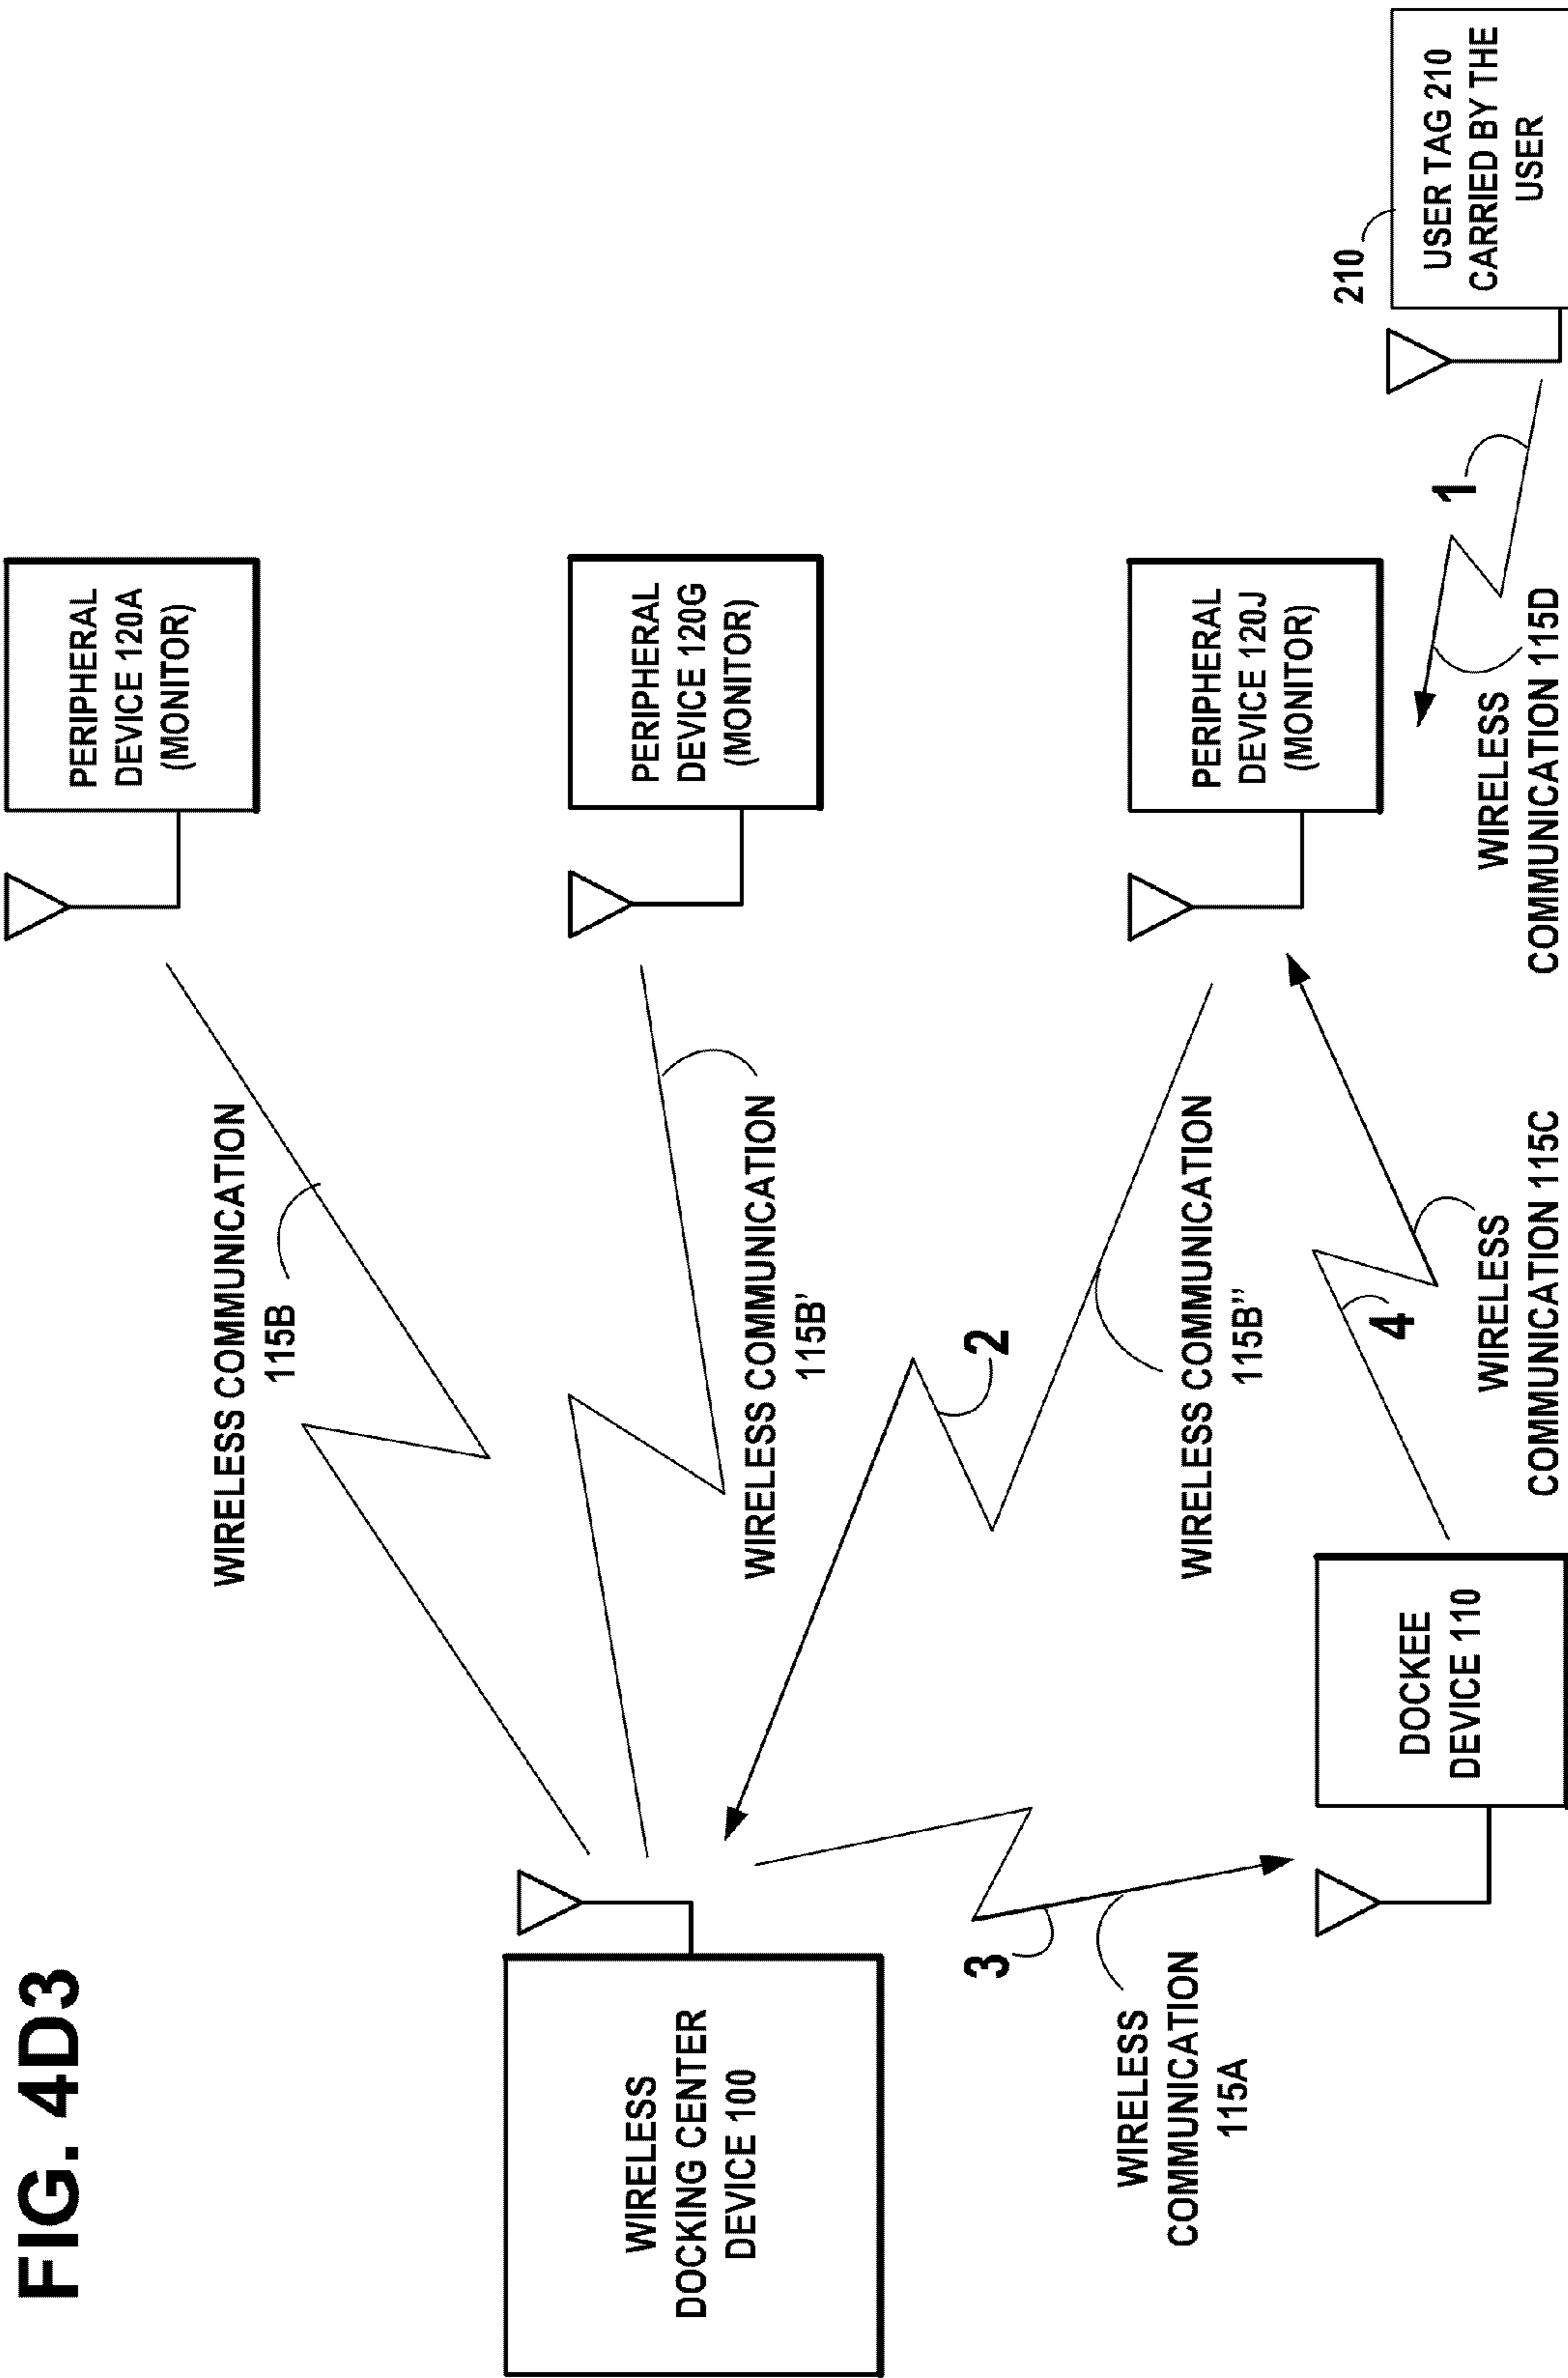 FIG. 4D3
PERIPHERAL
DEVICE 120A
(MONITOR)
WIRELESS COMMUNICATION
115B
PERIPHERAL
DEVICE 120G
(MONITOR)
WIRELESS COMMUNICATION
115B’
WIRELESS
DOCKING CENTER
DEVICE 100
2
3
WIRELESS COMMUNICATION
115B’’
PERIPHERAL
DEVICE 120J
(MONITOR)
WIRELESS
COMMUNICATION
115A
DOCKEE
DEVICE 110
4
WIRELESS
COMMUNICATION 115C
1
WIRELESS
COMMUNICATION 115D
210
USER TAG 210
CARRIED BY THE
USER